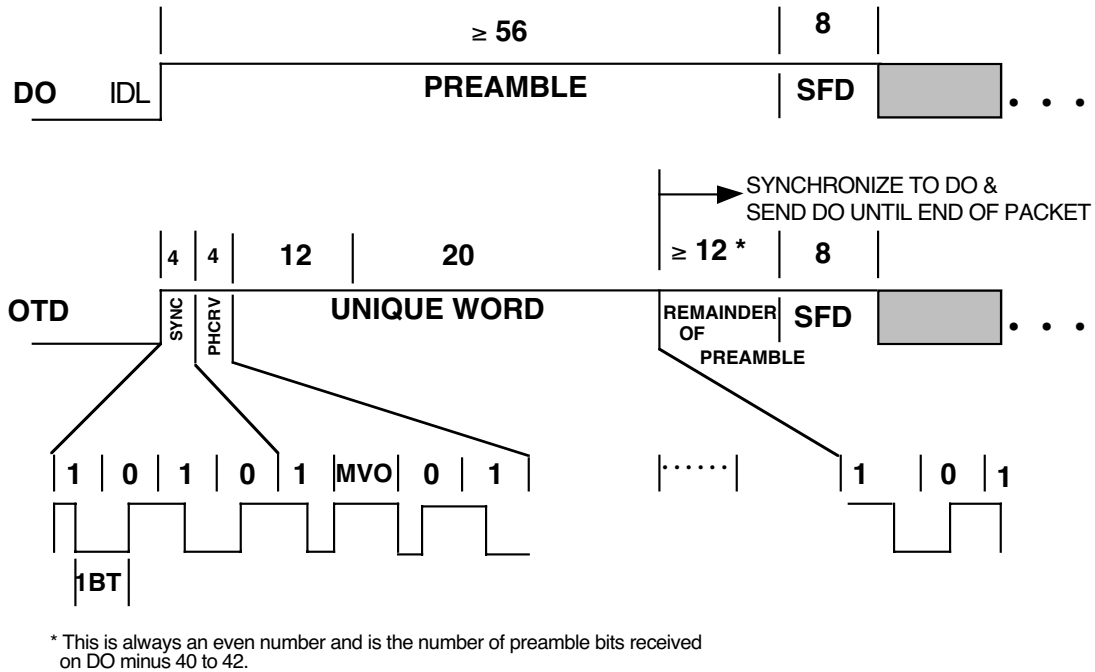 ≥ 56 8
DO IDL PREAMBLE SFD . . .
SYNCHRONIZE TO DO &
SEND DO UNTIL END OF PACKET
4 4 12 20 ≥ 12 * 8
OTD SYNC PHCRV UNIQUE WORD REMAINDER OF PREAMBLE SFD . . .
1 0 1 0 1 MVO 0 1 ...... 1 0 1
1BT
* This is always an even number and is the number of preamble bits received
on DO minus 40 to 42.